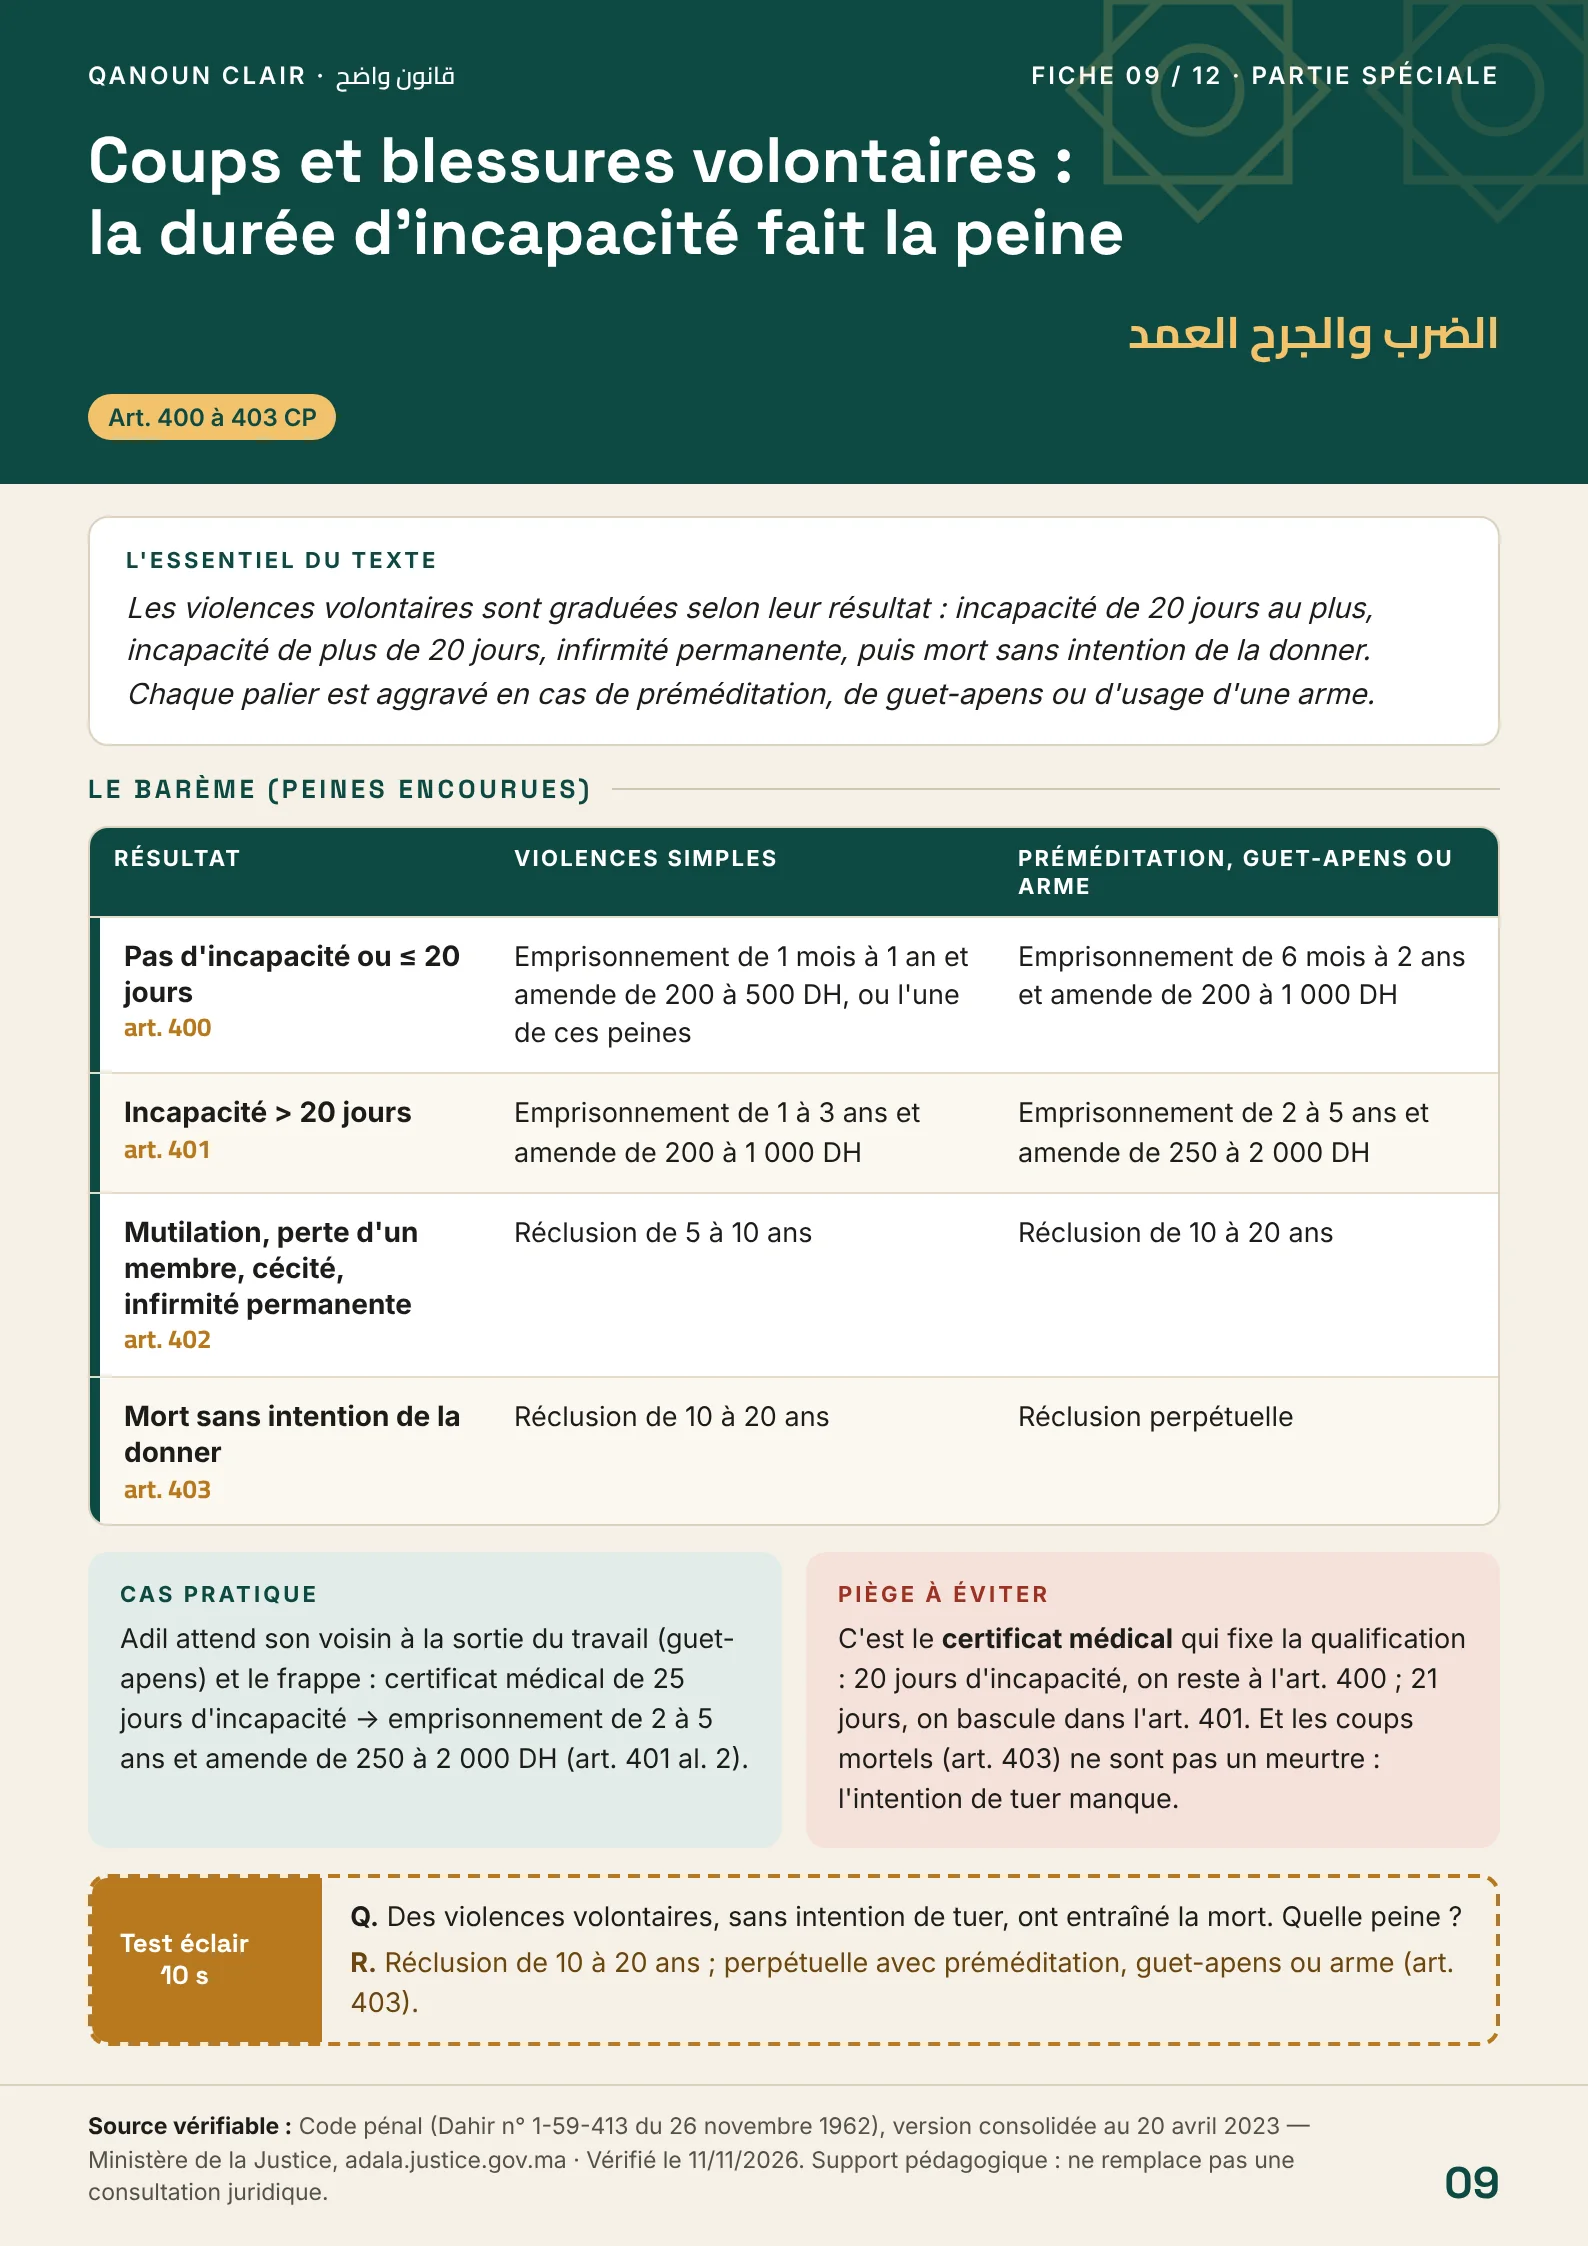 QANOUN CLAIR · قانون واضح
FICHE 09 / 12 · PARTIE SPÉCIALE
Coups et blessures volontaires :
la durée d’incapacité fait la peine
الضرب والجرح العمد
Art. 400 à 403 CP
L'ESSENTIEL DU TEXTE
Les violences volontaires sont graduées selon leur résultat : incapacité de 20 jours au plus,
incapacité de plus de 20 jours, infirmité permanente, puis mort sans intention de la donner.
Chaque palier est aggravé en cas de préméditation, de guet-apens ou d'usage d'une arme.
LE BARÈME (PEINES ENCOURUES)
RÉSULTAT
VIOLENCES SIMPLES
PRÉMÉDITATION, GUET-APENS OU
ARME
Pas d'incapacité ou ≤ 20
jours
art. 400
Emprisonnement de 1 mois à 1 an et
amende de 200 à 500 DH, ou l'une
de ces peines
Emprisonnement de 6 mois à 2 ans
et amende de 200 à 1 000 DH
Incapacité > 20 jours
art. 401
Emprisonnement de 1 à 3 ans et
amende de 200 à 1 000 DH
Emprisonnement de 2 à 5 ans et
amende de 250 à 2 000 DH
Mutilation, perte d'un
membre, cécité,
infirmité permanente
art. 402
Réclusion de 5 à 10 ans
Réclusion de 10 à 20 ans
Mort sans intention de la
donner
art. 403
Réclusion de 10 à 20 ans
Réclusion perpétuelle
CAS PRATIQUE
Adil attend son voisin à la sortie du travail (guet-
apens) et le frappe : certificat médical de 25
jours d'incapacité → emprisonnement de 2 à 5
ans et amende de 250 à 2 000 DH (art. 401 al. 2).
PIÈGE À ÉVITER
C'est le certificat médical qui fixe la qualification
: 20 jours d'incapacité, on reste à l'art. 400 ; 21
jours, on bascule dans l'art. 401. Et les coups
mortels (art. 403) ne sont pas un meurtre :
l'intention de tuer manque.
Test éclair
10 s
Q. Des violences volontaires, sans intention de tuer, ont entraîné la mort. Quelle peine ?
R. Réclusion de 10 à 20 ans ; perpétuelle avec préméditation, guet-apens ou arme (art.
403).
Source vérifiable : Code pénal (Dahir n° 1-59-413 du 26 novembre 1962), version consolidée au 20 avril 2023 —
Ministère de la Justice, adala.justice.gov.ma · Vérifié le 11/11/2026. Support pédagogique : ne remplace pas une
consultation juridique.
09